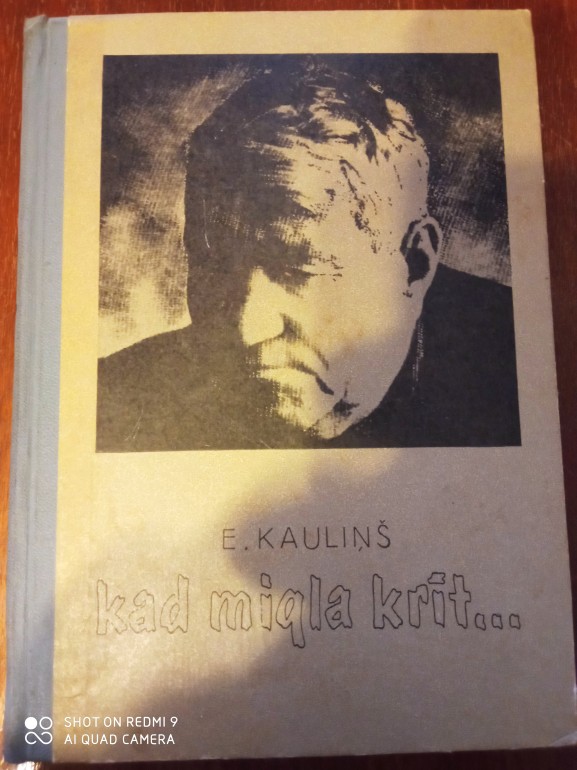 E. KAULIŅŠ
kad migla krīt...
SHOT ON REDMI 9
AI QUAD CAMERA